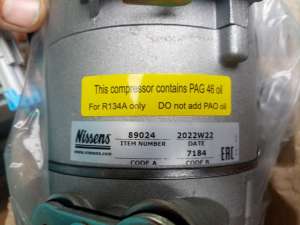 This compressor contains PAG 46 oil
For R134A only DO not add PAO oil
Nissens 89024 2022W22
www.nissens.com ITEM NUMBER DATE
7184
CODE A CODE B
EAC